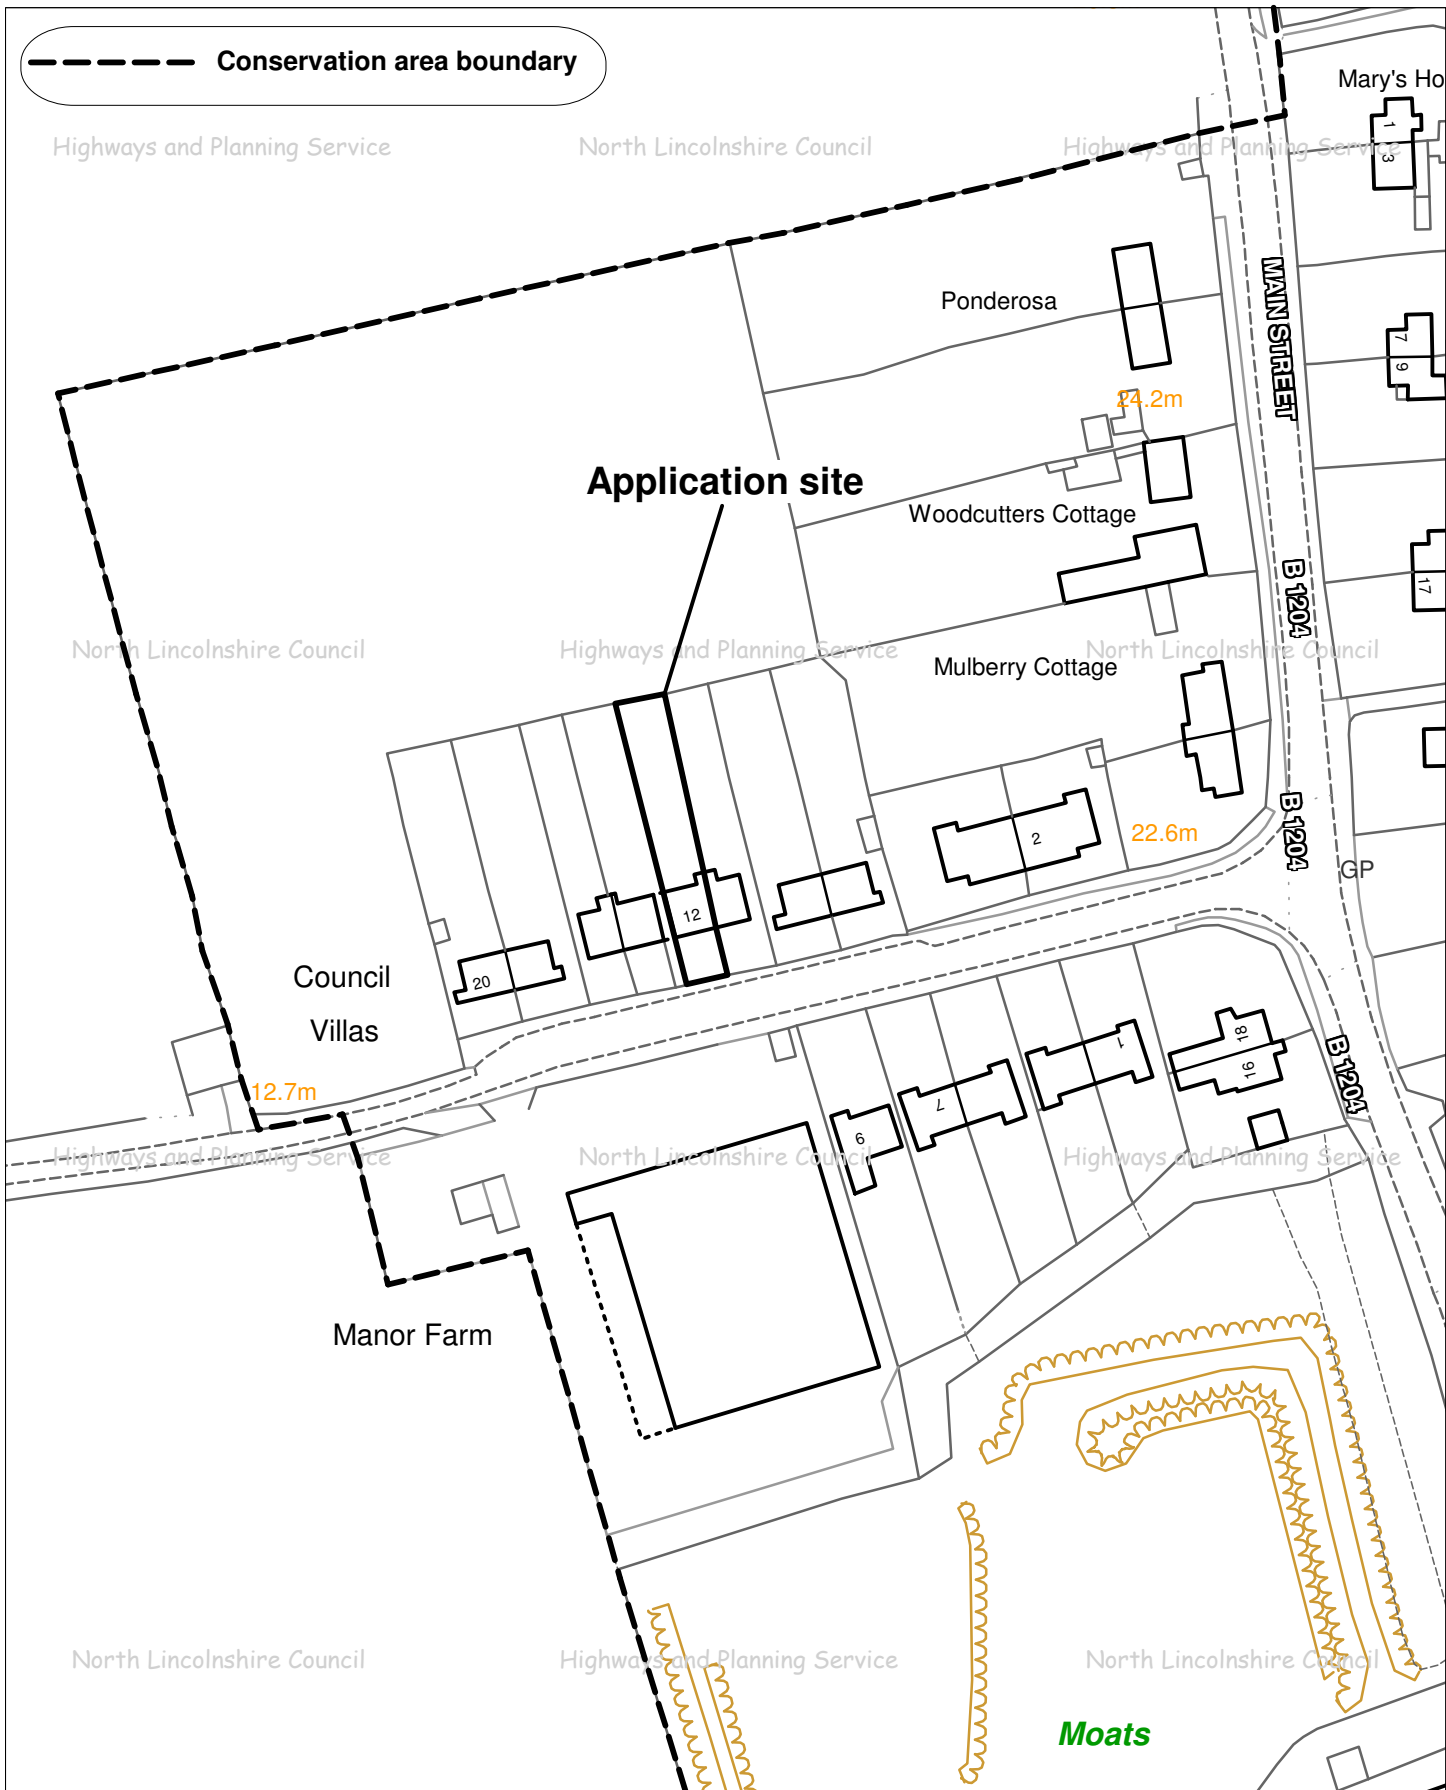 Conservation area boundary
Mary's Ho
Highways and Planning Service
North Lincolnshire Council
Highways and Planning Service
1
3
MAIN STREET
Ponderosa
7
9
24.2m
Application site
Woodcutters Cottage
B 1204
17
North Lincolnshire Council
Highways and Planning Service
North Lincolnshire Council
Mulberry Cottage
B 1204
22.6m
2
GP
12
20
Council
Villas
18
16
1
B 1204
12.7m
7
9
Highways and Planning Service
North Lincolnshire Council
Highways and Planning Service
Manor Farm
North Lincolnshire Council
Highways and Planning Service
North Lincolnshire Council
Moats